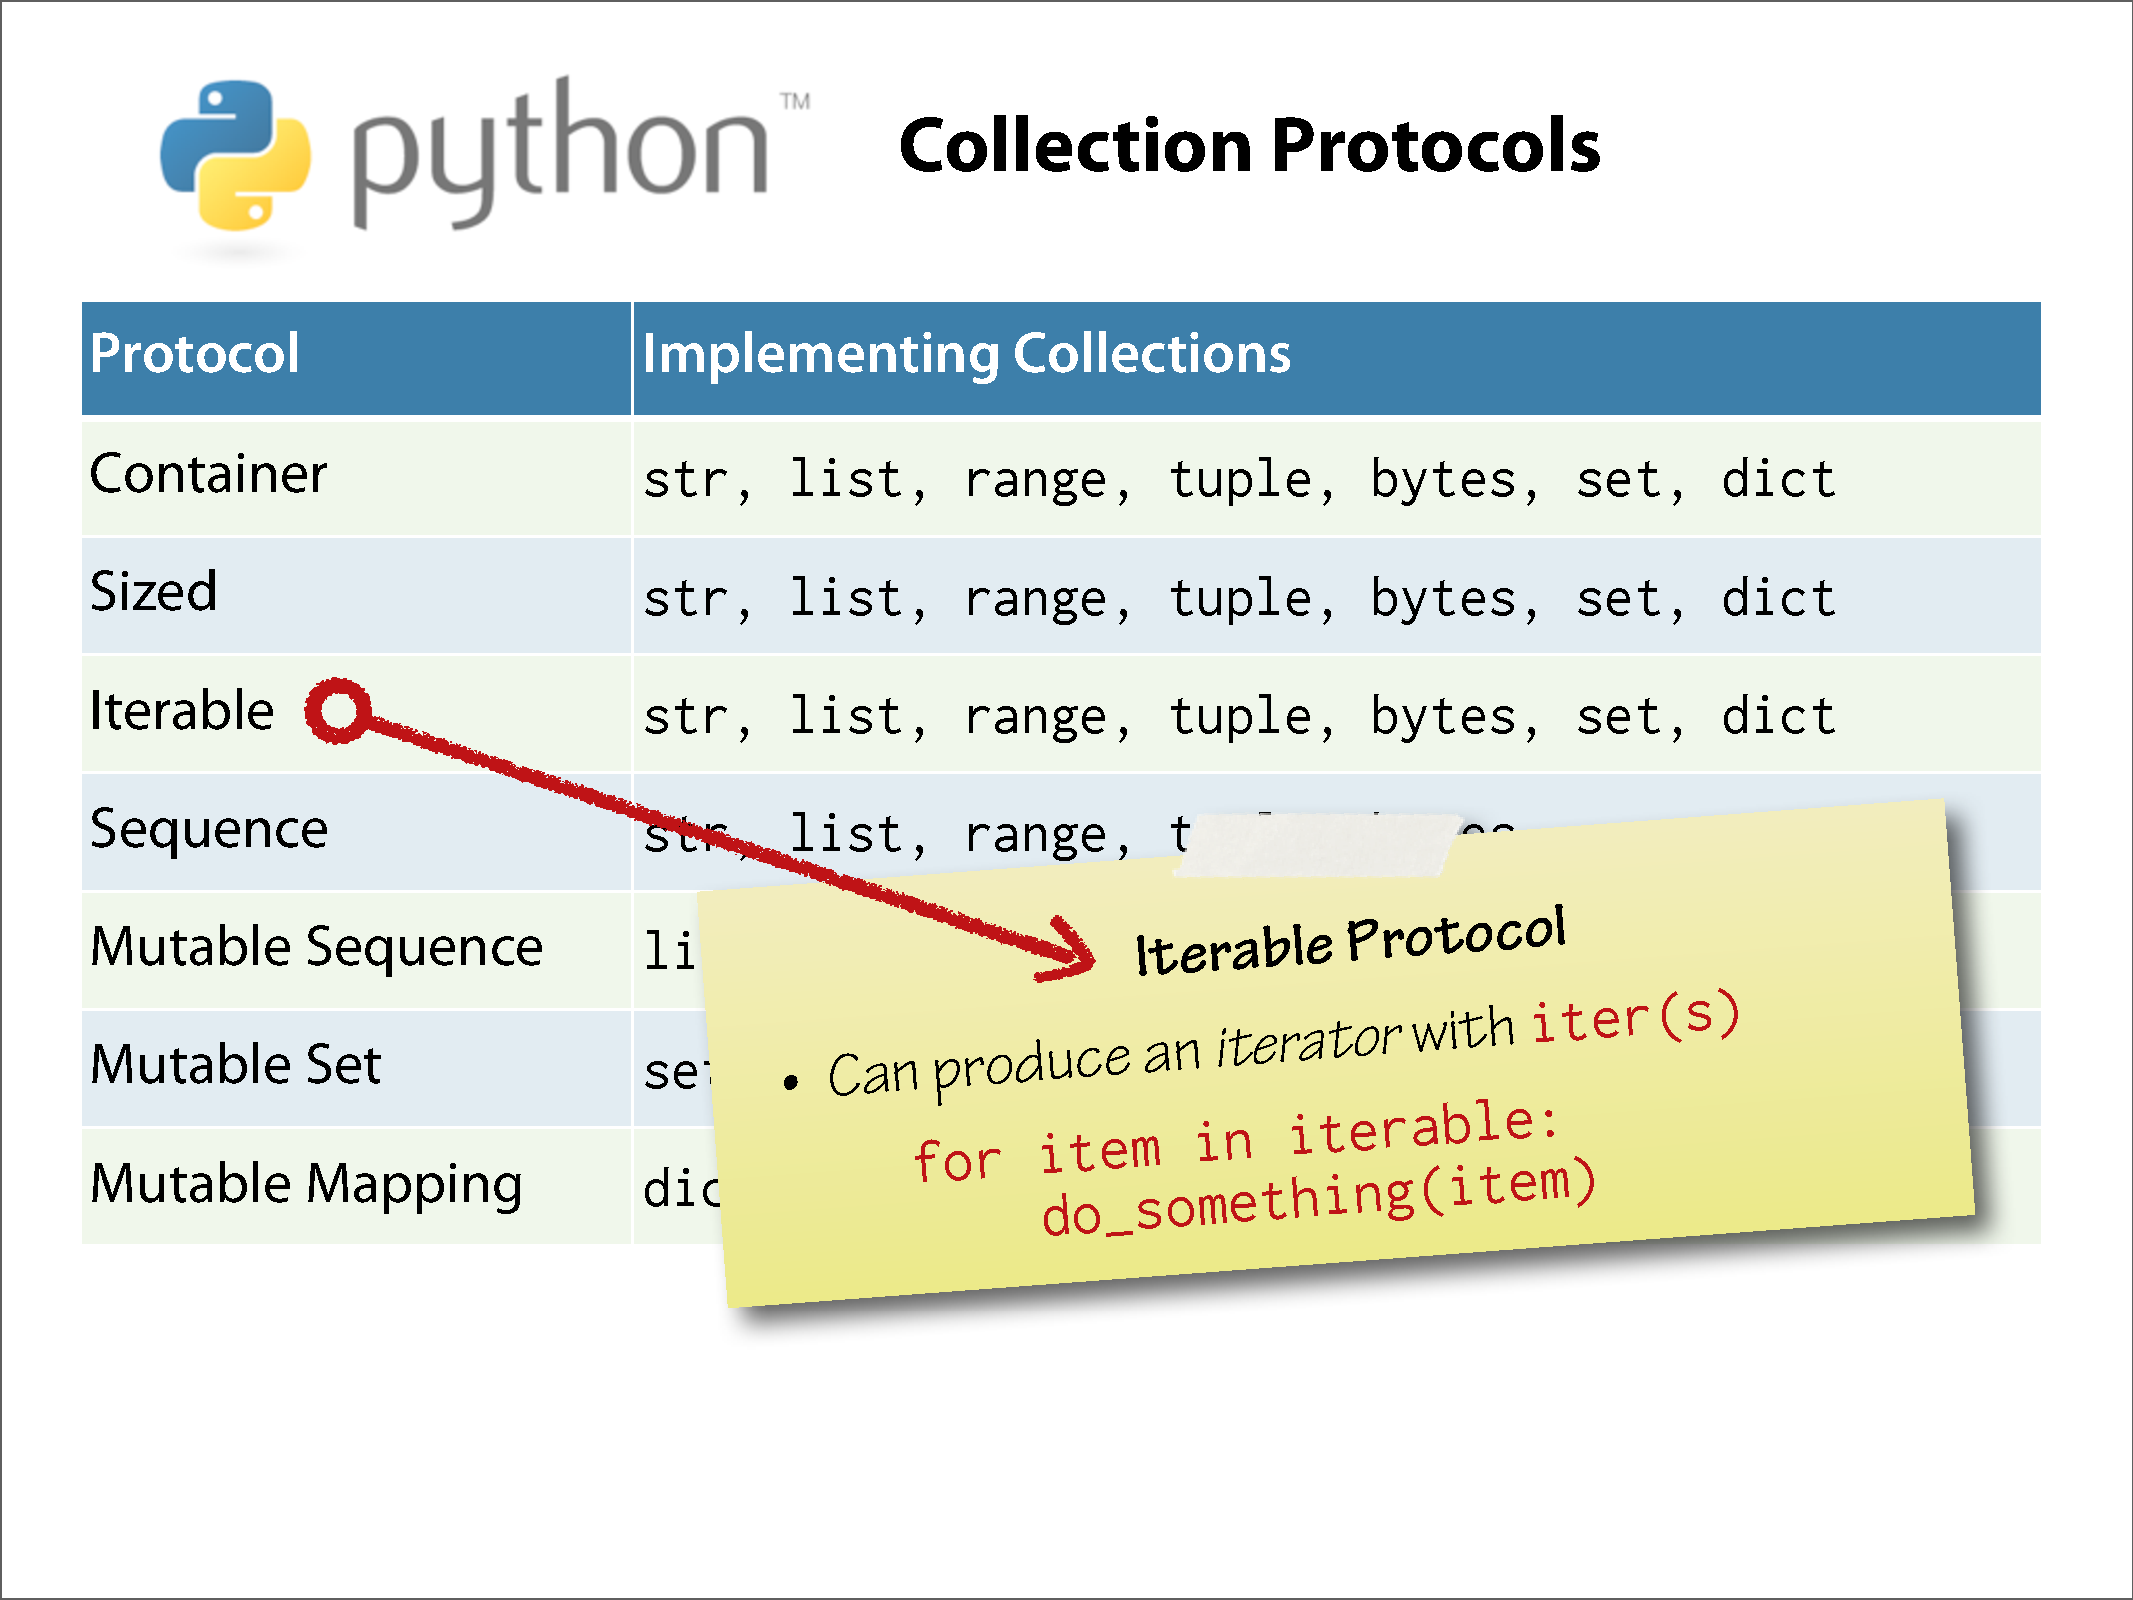 python™
Collection Protocols
Protocol Implementing Collections
Container str, list, range, tuple, bytes, set, dict
Sized str, list, range, tuple, bytes, set, dict
Iterable str, list, range, tuple, bytes, set, dict
Sequence str, list, range,
Mutable Sequence
Mutable Set
Mutable Mapping
Iterable Protocol
• Can produce an iterator with iter(s)
for item in iterable:
do_something(item)